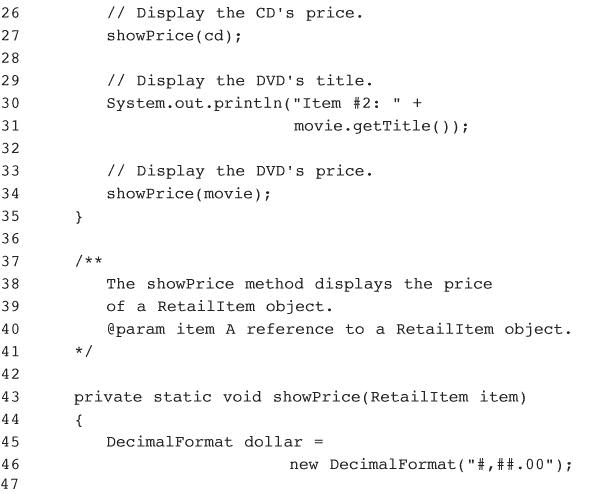 26 // Display the CD's price.
27 showPrice(cd);
28
29 // Display the DVD's title.
30 System.out.println("Item #2: " +
31 movie.getTitle());
32
33 // Display the DVD's price.
34 showPrice(movie);
35 }
36
37 /**
38 The showPrice method displays the price
39 of a RetailItem object.
40 @param item A reference to a RetailItem object.
41 */
42
43 private static void showPrice(RetailItem item)
44 {
45 DecimalFormat dollar =
46 new DecimalFormat("#,##.00");
47